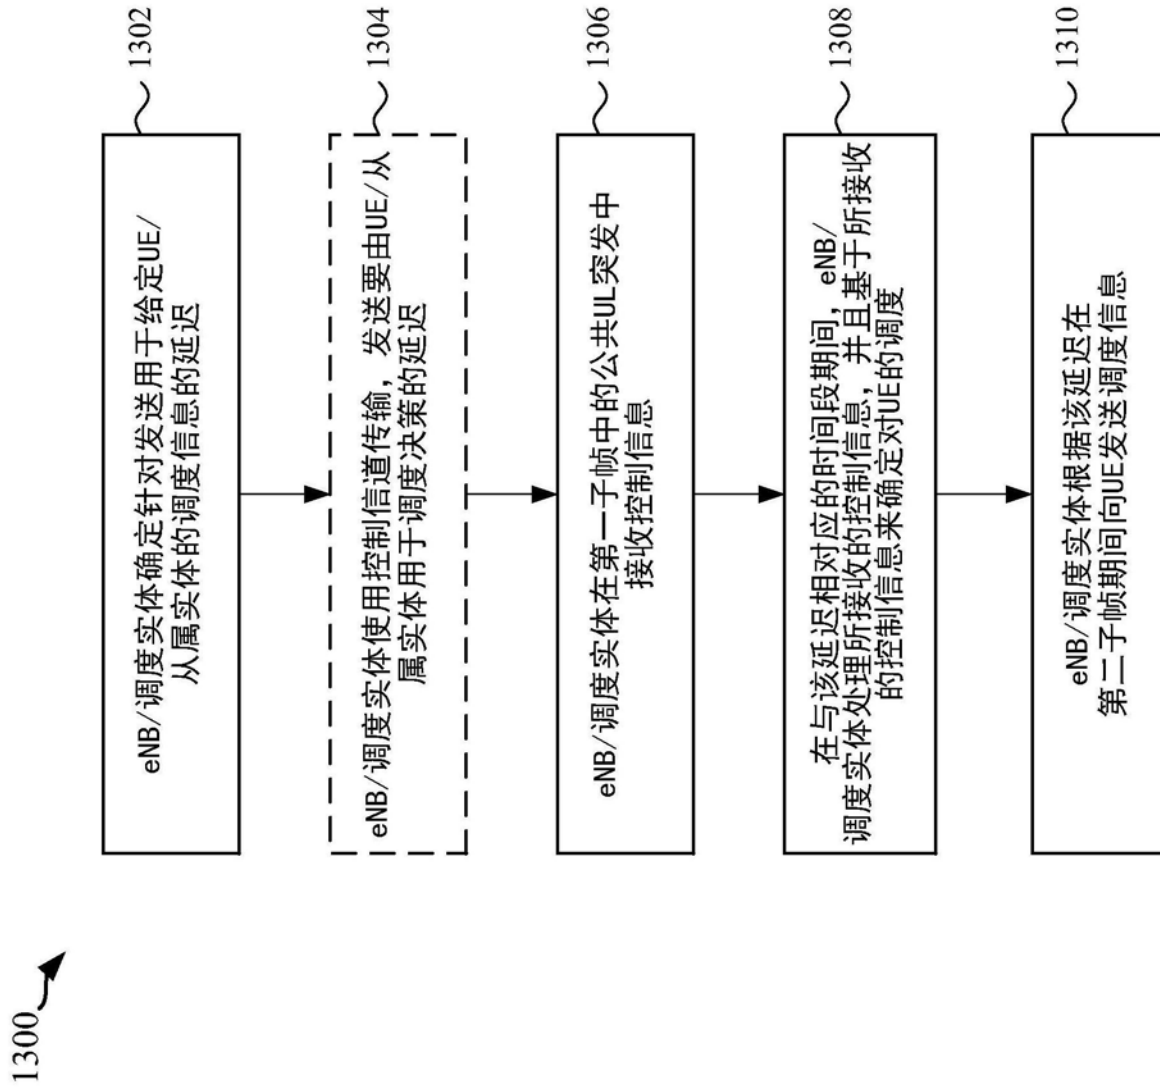 1300
1302
eNB/调度实体确定针对发送用于给定UE/
从属实体的调度信息的延迟
1304
eNB/调度实体使用控制信道传输，发送要由UE/从
属实体用于调度决策的延迟
1306
eNB/调度实体在第一子帧中的公共UL突发中
接收控制信息
1308
在与该延迟相对应的时间段期间，eNB/
调度实体处理所接收的控制信息，并且基于所接收
的控制信息来确定对UE的调度
1310
eNB/调度实体根据该延迟在
第二子帧期间向UE发送调度信息